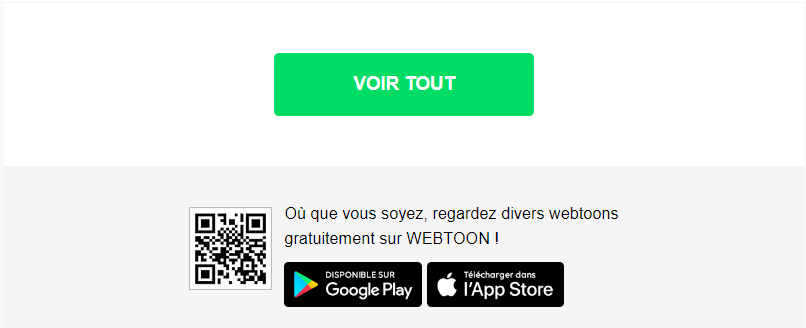 VOIR TOUT
Où que vous soyez, regardez divers webtoons
gratuitement sur WEBTOON !
DISPONIBLE SUR
Google Play
Télécharger dans
l'App Store